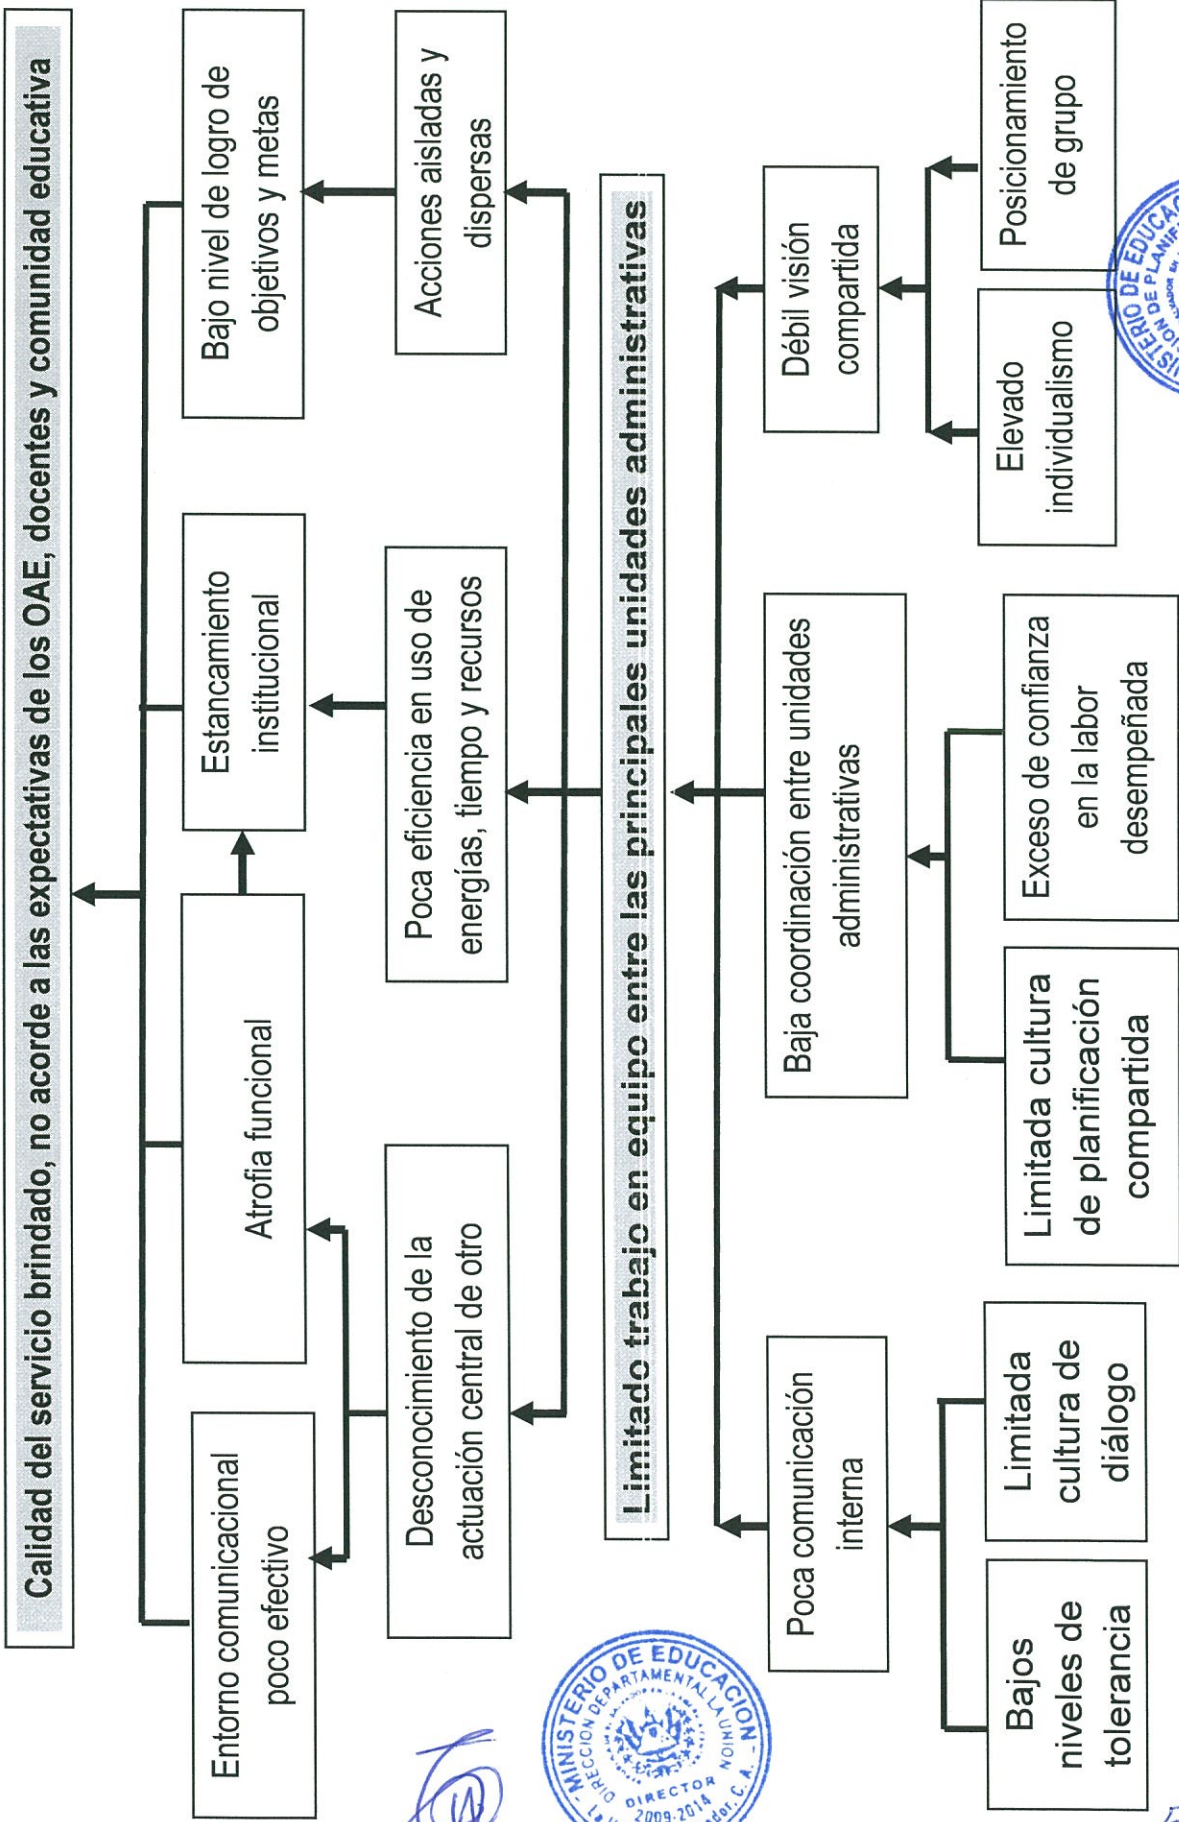 Calidad del servicio brindado, no acorde a las expectativas de los OAE, docentes y comunidad educativa
Entorno comunicacional
poco efectivo
Atrofia funcional
Estancamiento
institucional
Bajo nivel de logro de
objetivos y metas
Desconocimiento de la
actuación central de otro
Poca eficiencia en uso de
energías, tiempo y recursos
Acciones aisladas y
dispersas
Limitado trabajo en equipo entre las principales unidades administrativas
Poca comunicación
interna
Baja coordinación entre unidades
administrativas
Débil visión
compartida
Bajos
niveles de
tolerancia
Limitada
cultura de
diálogo
Limitada cultura
de planificación
compartida
Exceso de confianza
en la labor
desempeñada
Elevado
individualismo
Posicionamiento
de grupo
MINISTERIO DE EDUCACION
DIRECCION DEPARTAMENTAL LA UNION
DIRECTOR
2009-2014
C. A.
DE EDUCAC
DE PLANIF